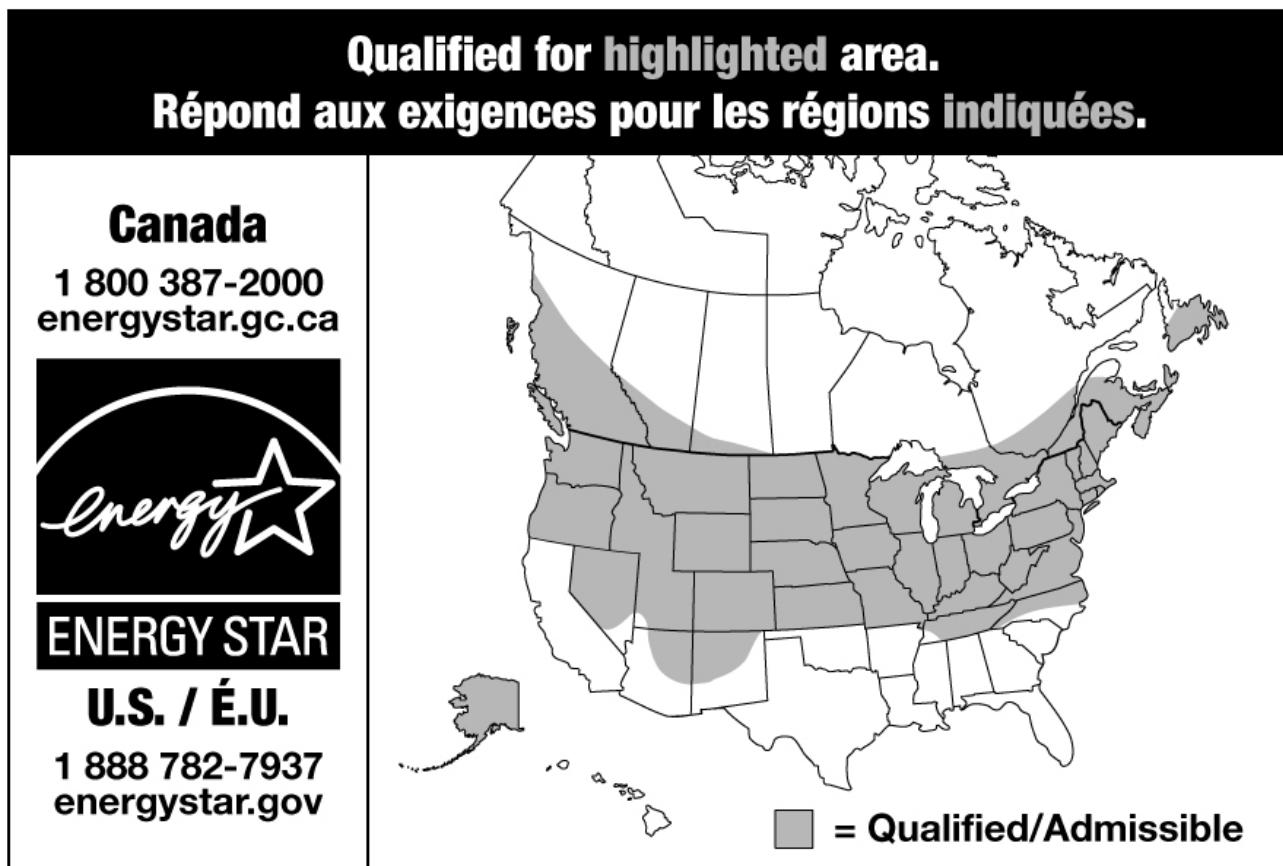 Qualified for highlighted area.
Répond aux exigences pour les régions indiquées.
Canada
1 800 387-2000
energystar.gc.ca
energy
ENERGY STAR
U.S. / É.U.
1 888 782-7937
energystar.gov
= Qualified/Admissible